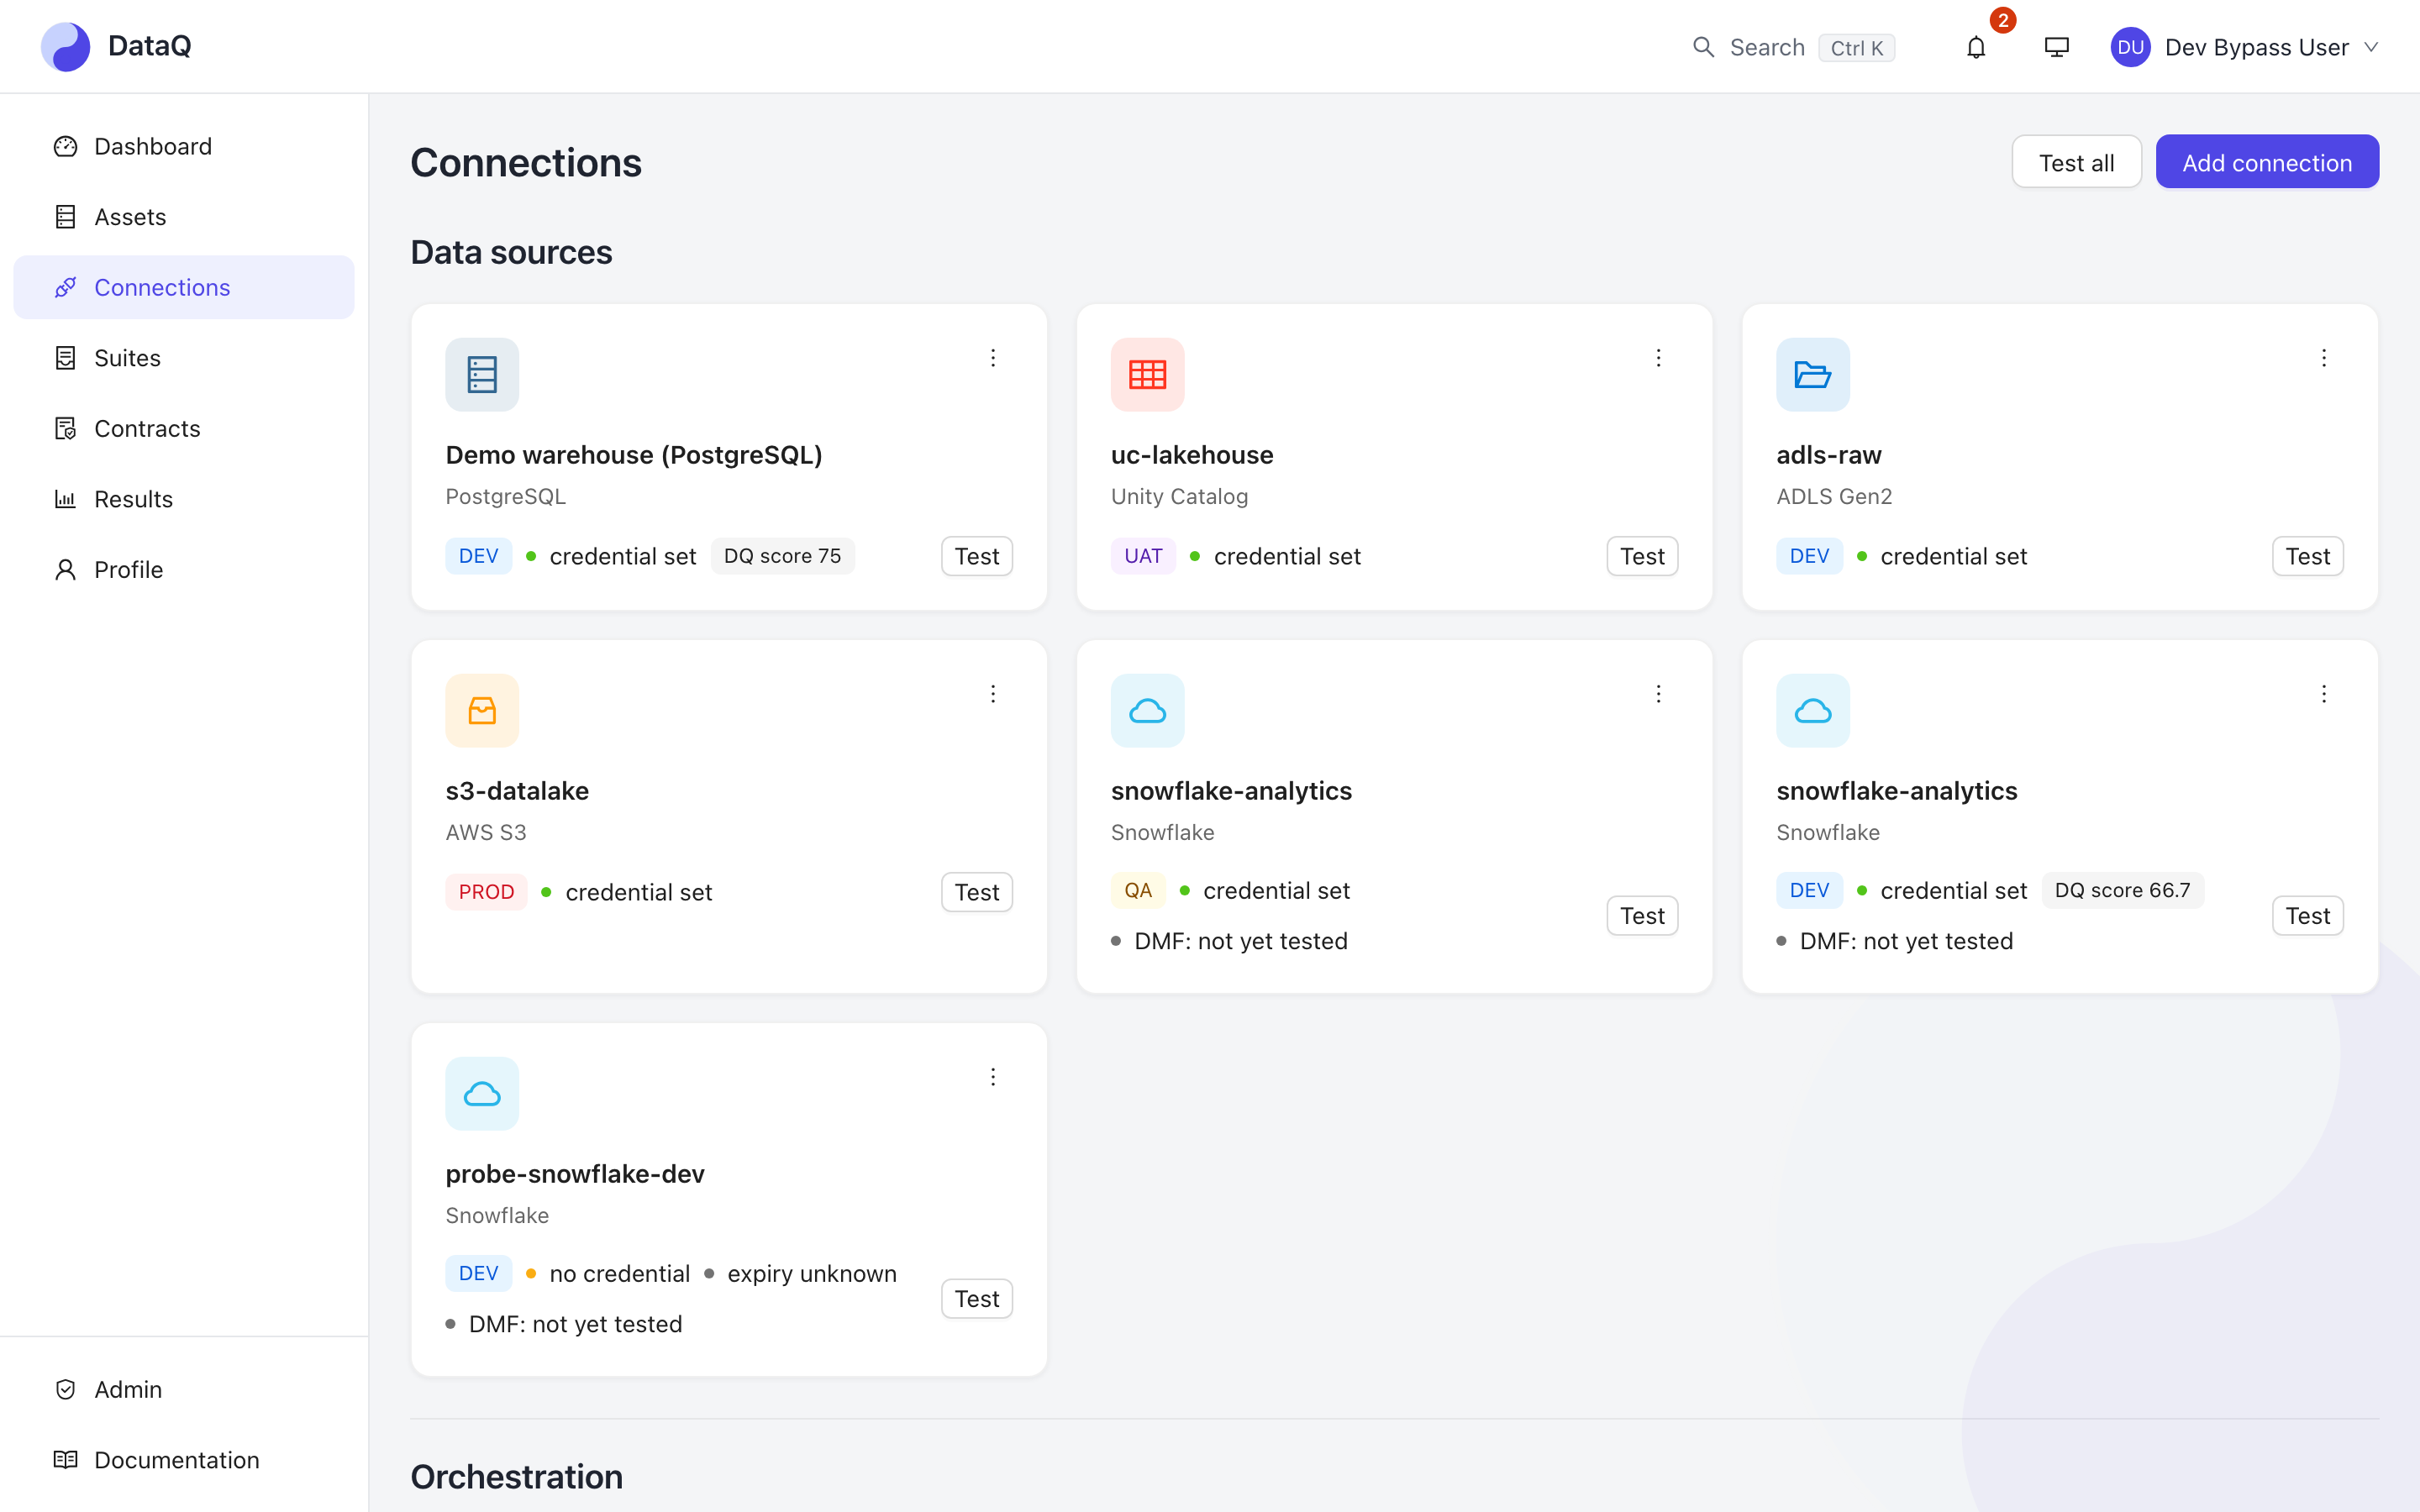 DataQ
Search Ctrl K
2
DU Dev Bypass User
Dashboard
Assets
Connections
Suites
Contracts
Results
Profile
Admin
Documentation
Connections
Test all
Add connection
Data sources
Demo warehouse (PostgreSQL)
PostgreSQL
DEV credential set DQ score 75 Test
uc-lakehouse
Unity Catalog
UAT credential set Test
adls-raw
ADLS Gen2
DEV credential set Test
s3-datalake
AWS S3
PROD credential set Test
snowflake-analytics
Snowflake
QA credential set
DMF: not yet tested
Test
snowflake-analytics
Snowflake
DEV credential set DQ score 66.7
DMF: not yet tested
Test
probe-snowflake-dev
Snowflake
DEV no credential expiry unknown
DMF: not yet tested
Test
Orchestration